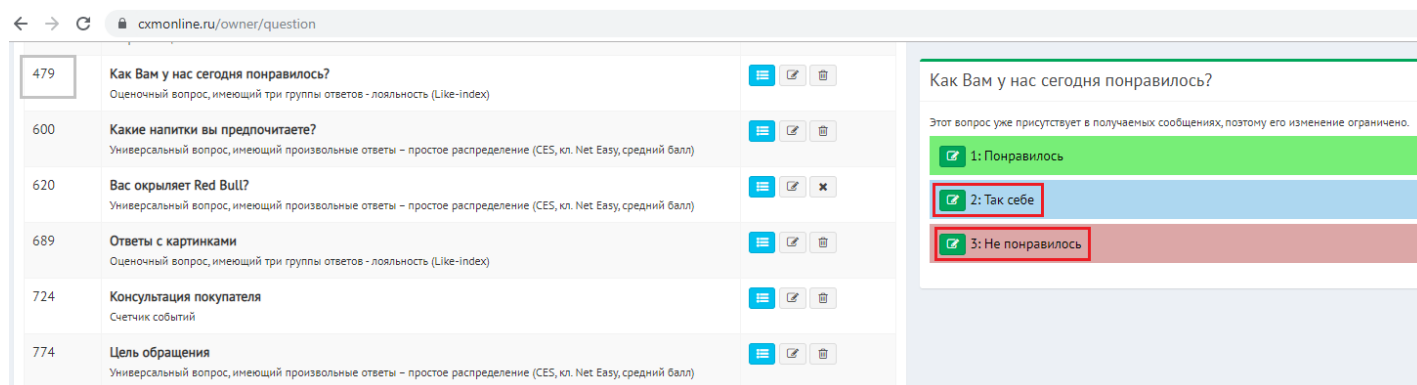 cxmonline.ru/owner/question
479
Как Вам у нас сегодня понравилось?
Оценочный вопрос, имеющий три группы ответов - лояльность (Like-index)
600
Какие напитки вы предпочитаете?
Универсальный вопрос, имеющий произвольные ответы – простое распределение (CES, кл. Net Easy, средний балл)
620
Вас окрыляет Red Bull?
Универсальный вопрос, имеющий произвольные ответы – простое распределение (CES, кл. Net Easy, средний балл)
689
Ответы с картинками
Оценочный вопрос, имеющий три группы ответов - лояльность (Like-index)
724
Консультация покупателя
Счетчик событий
774
Цель обращения
Универсальный вопрос, имеющий произвольные ответы – простое распределение (CES, кл. Net Easy, средний балл)
Как Вам у нас сегодня понравилось?
Этот вопрос уже присутствует в получаемых сообщениях, поэтому его изменение ограничено.
1: Понравилось
2: Так себе
3: Не понравилось